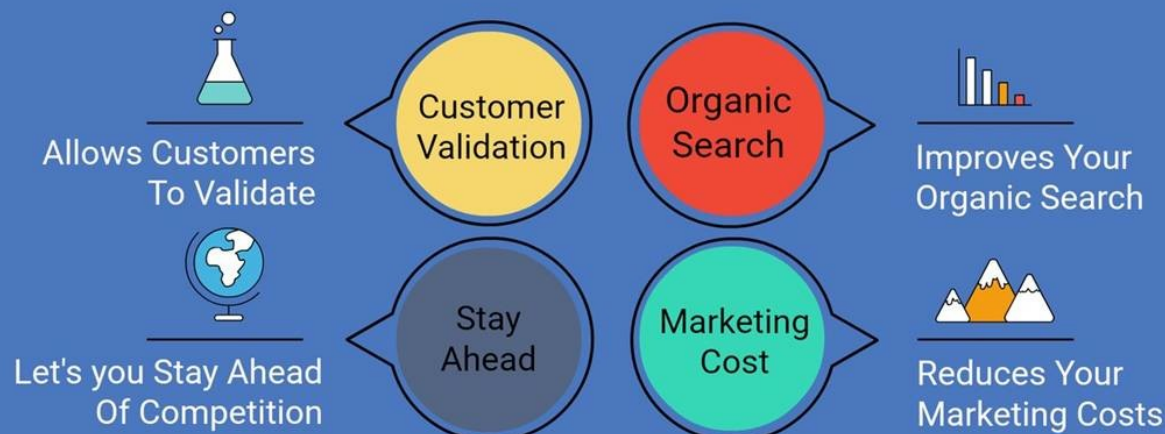 Allows Customers
To Validate
Customer
Validation
Organic
Search
Improves Your
Organic Search
Let's you Stay Ahead
Of Competition
Stay
Ahead
Marketing
Cost
Reduces Your
Marketing Costs